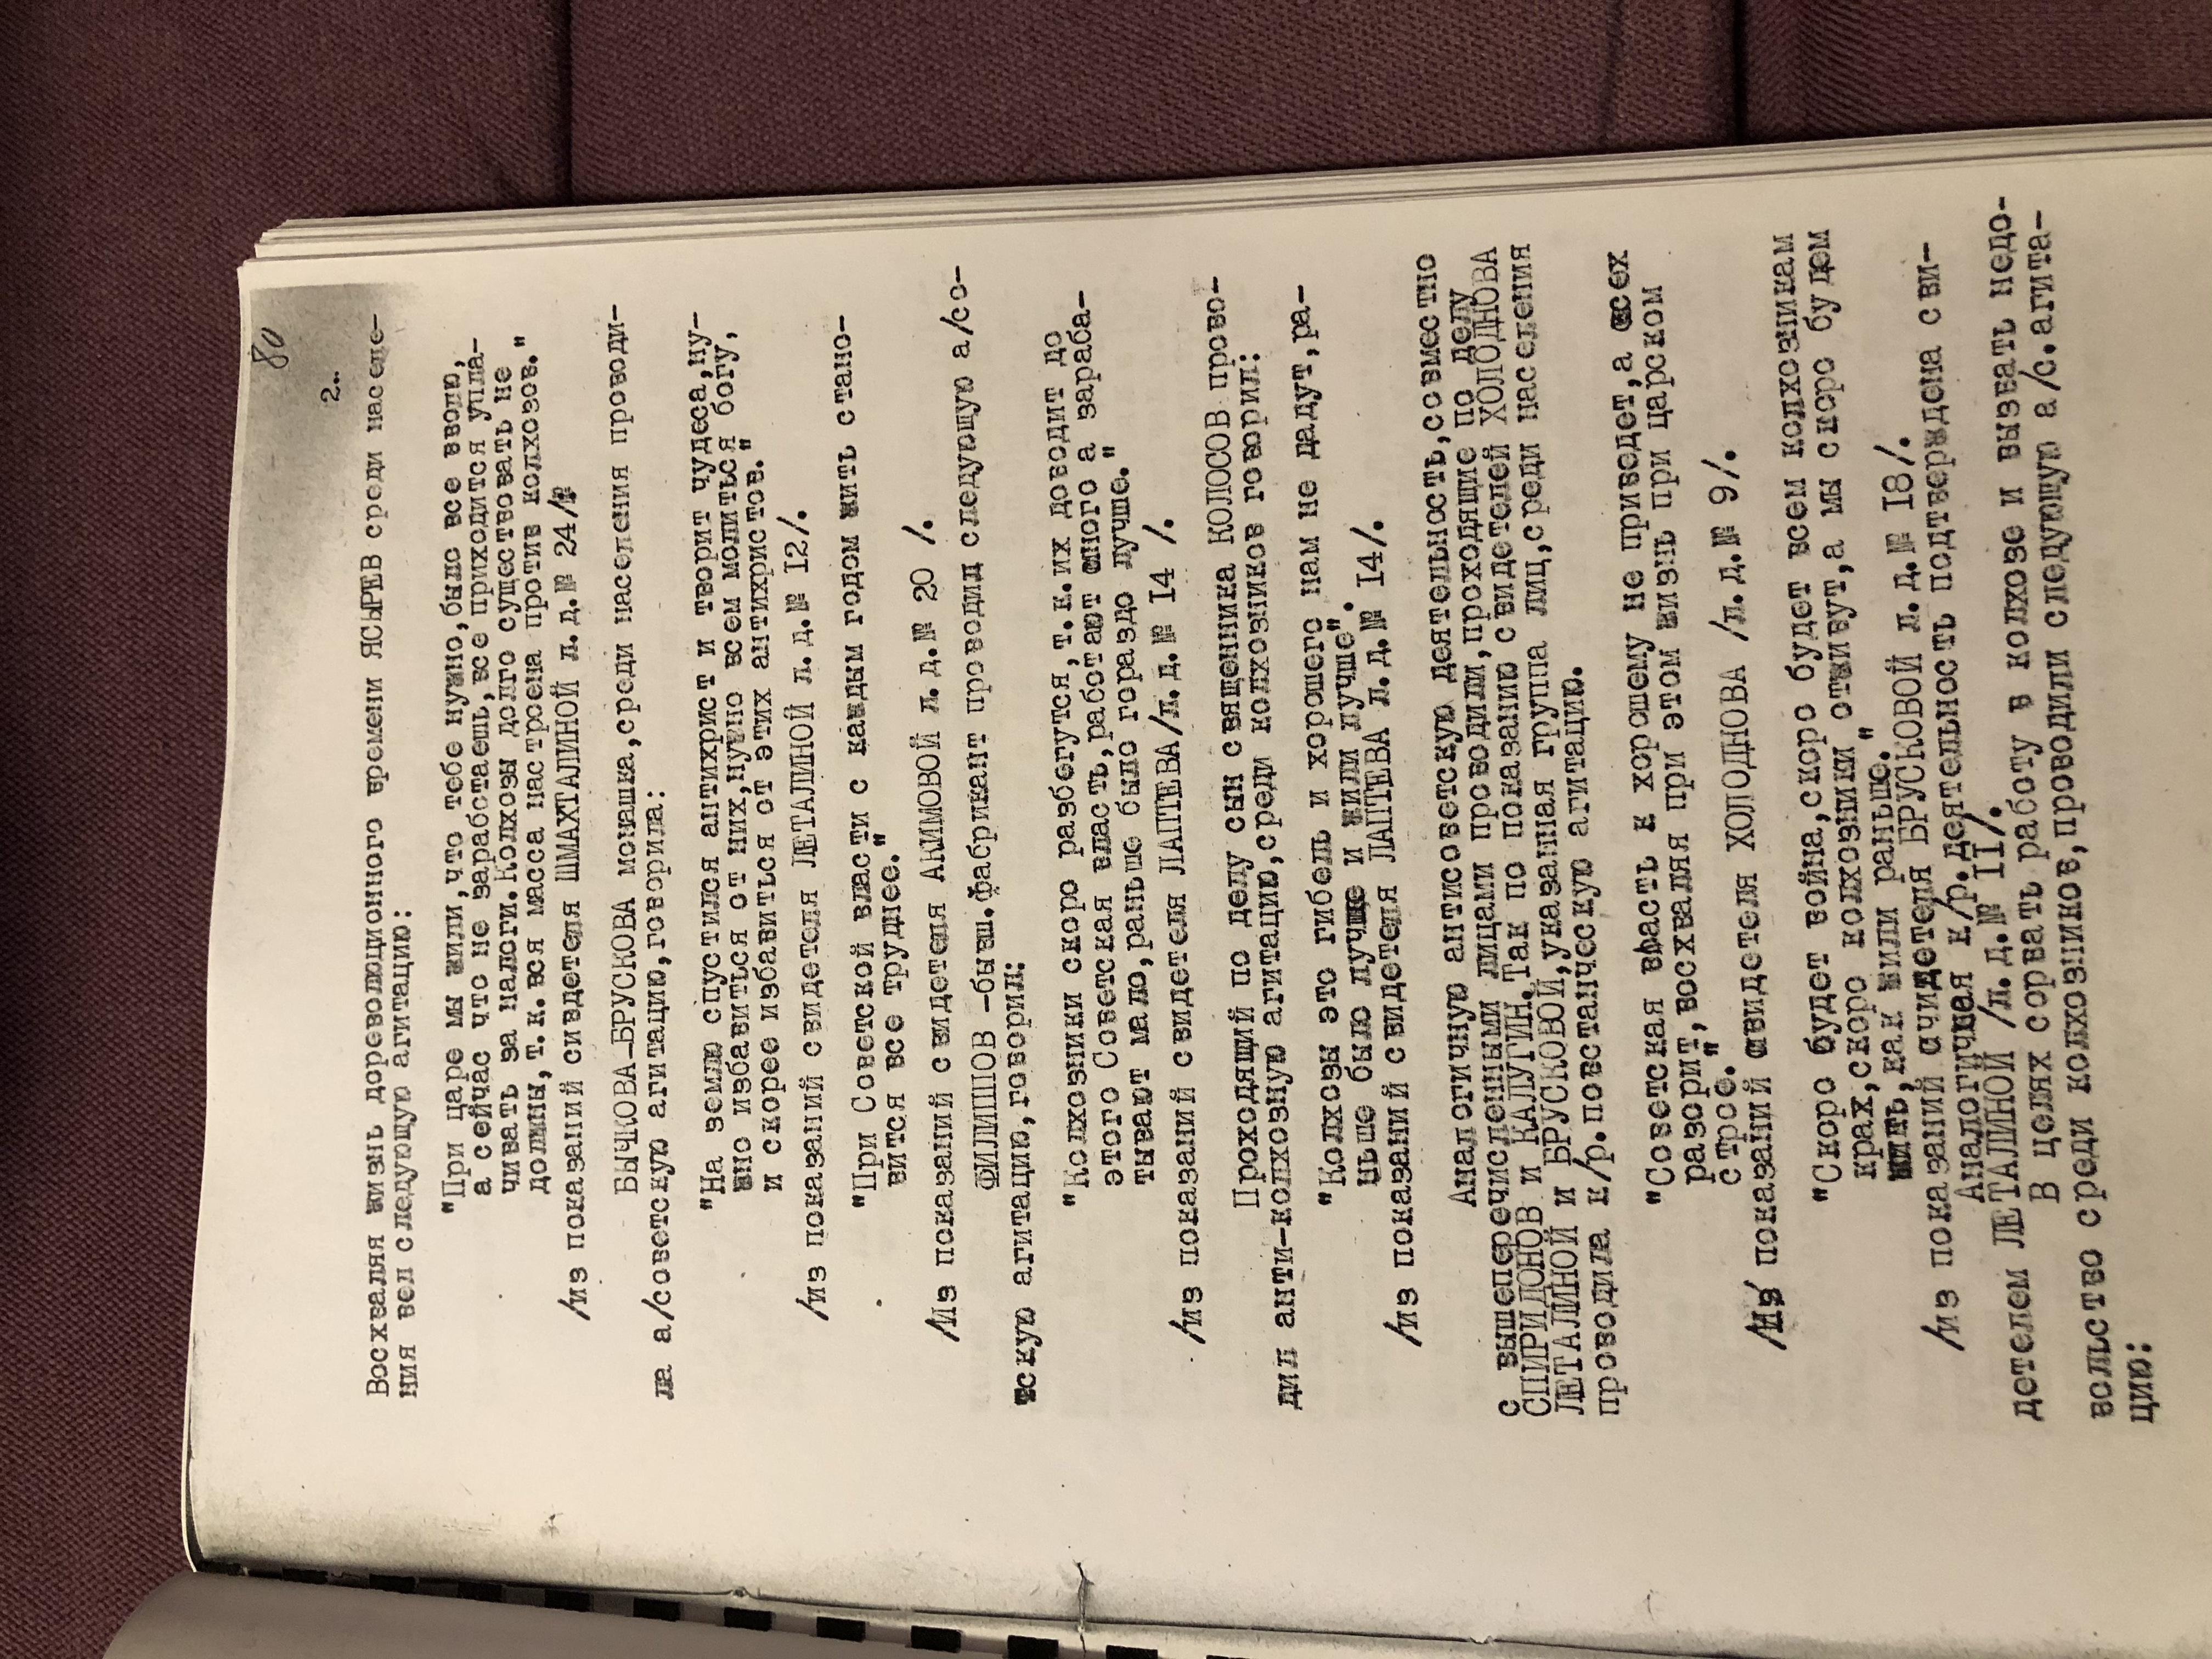 80
2..
Восхваля жизнь дореволюционного времени ЯСЫРЕВ среди населе-
ния вел следующую агитацию:
"При царе мы жили, что тебе нужно, было все вволю,
а сейчас что не заработаешь, все приходится упла-
чивать за налоги. Колхозы долго существовать не
должны, т.к. вся масса настроена против колхозов."
/из показаний сивдетеля ШМАХТАЛИНОЙ л.д.№ 24/
БЫЧКОВА-БРУСКОВА монашка, среди населения проводи-
ла а/советскую агитацию, говорила:
"На землю спустился антихрист и творит чудеса, ну-
жно избавиться от них, нужно всем молиться богу,
и скорее избавиться от этих антихристов."
/из показаний свидетеля ЛЕТАЛИНОЙ л.д.№ 12/.
"При Советской власти с каждым годом жить стано-
вится все труднее."
/Из показаний свидетеля АКИМОВОЙ л.д.№ 20 /.
ФИЛИППОВ -бывш.фабрикант проводил следующую а/со-
тскую агитацию, говорил:
"Колхозники скоро разбегутся, т.к. их доводит до
этого Советская власть, работают много а зараба-
тывают мало, раньше было гораздо лучше."
/из показаний свидетеля ЛАПТЕВА/л.д.№ 14 /.
Проходящий по делу сын священника КОЛОСОВ прово-
дил анти-колхозную агитацию, среди колхозников говорил:
"Колхозы это гибель и хорошего нам не дадут, ра-
ньше было лучше и жили лучше".
/из показаний свидетеля ЛАПТЕВА л.д.№ 14/.
Аналогичную антисоветскую деятельность, совместно
с вышеперечисленными лицами проводили, проходящие по делу
СПИРИДОНОВ и КАЛУГИН. Так по показанию свидетелей ХОЛОДНОВА
ЛЕТАЛИНОЙ и БРУСКОВОЙ, указанная группа лиц, среди населения
проводила к/р.повстанческую агитацию.
"Советская власть к хорошему не приведет, а всех
разорит", восхваляя при этом жизнь при царском
строе."
/Из показаний свидетеля ХОЛОДНОВА /л.д.№ 9/.
"Скоро будет война, скоро будет всем колхозникам
крах, скоро колхозники отживут, а мы скоро будем
жить, как жили раньше."
/из показаний свидетеля БРУСКОВОЙ л.д.№ 18/.
Аналогичная к/р.деятельность подтверждена сви-
детелем ЛЕТАЛИНОЙ /л.д.№ 11/.
В целях сорвать работу в колхозе и вызвать недо-
вольство среди колхозников, проводили следующую а/с.агита-
цию: